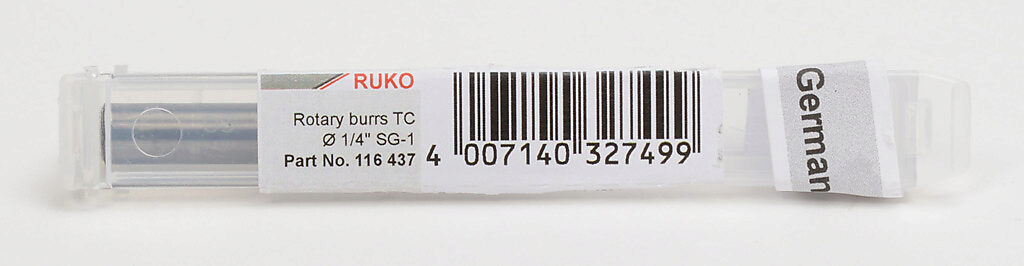 RUKO
Rotary burrs TC
Ø 1/4" SG-1
Part No. 116 437
4 007140 327499
German